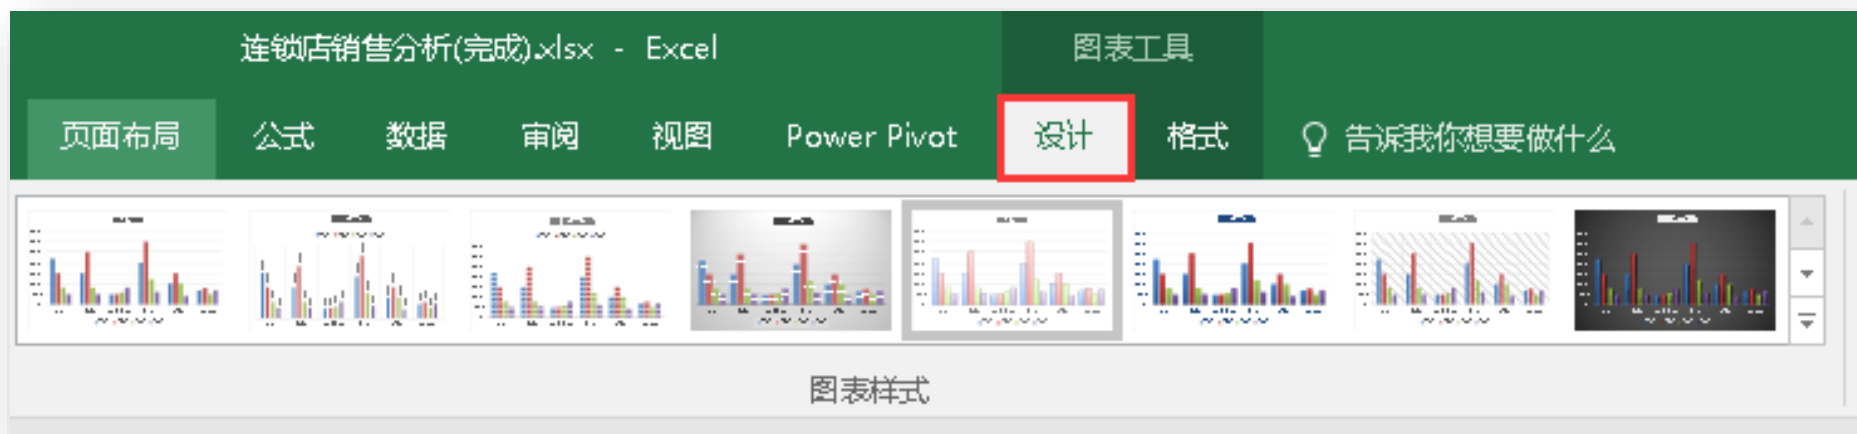 连锁店销售分析(完成).xlsx - Excel 图表工具
页面布局 公式 数据 审阅 视图 Power Pivot 设计 格式 告诉我你想要做什么
图表样式